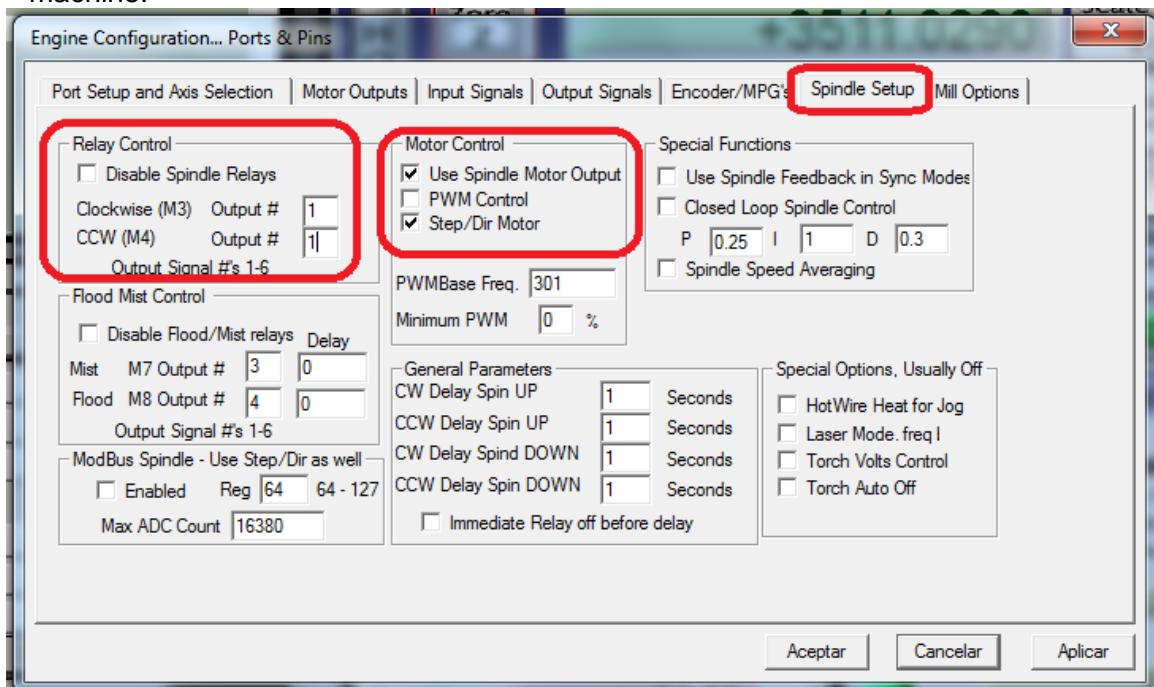 machine.
Zero
Z
+3511.0290
Scale
Engine Configuration... Ports & Pins
Port Setup and Axis Selection
Motor Outputs
Input Signals
Output Signals
Encoder/MPG's
Spindle Setup
Mill Options
Relay Control
Disable Spindle Relays
Clockwise (M3) Output # 1
CCW (M4) Output # 1
Output Signal #'s 1-6
Flood Mist Control
Disable Flood/Mist relays Delay
Mist M7 Output # 3 0
Flood M8 Output # 4 0
Output Signal #'s 1-6
ModBus Spindle - Use Step/Dir as well
Enabled Reg 64 64 - 127
Max ADC Count 16380
Motor Control
Use Spindle Motor Output
PWM Control
Step/Dir Motor
PWMBase Freq. 301
Minimum PWM 0 %
General Parameters
CW Delay Spin UP 1 Seconds
CCW Delay Spin UP 1 Seconds
CW Delay Spind DOWN 1 Seconds
CCW Delay Spin DOWN 1 Seconds
Immediate Relay off before delay
Special Functions
Use Spindle Feedback in Sync Modes
Closed Loop Spindle Control
P 0.25 I 1 D 0.3
Spindle Speed Averaging
Special Options, Usually Off
HotWire Heat for Jog
Laser Mode. freq I
Torch Volts Control
Torch Auto Off
Aceptar
Cancelar
Aplicar